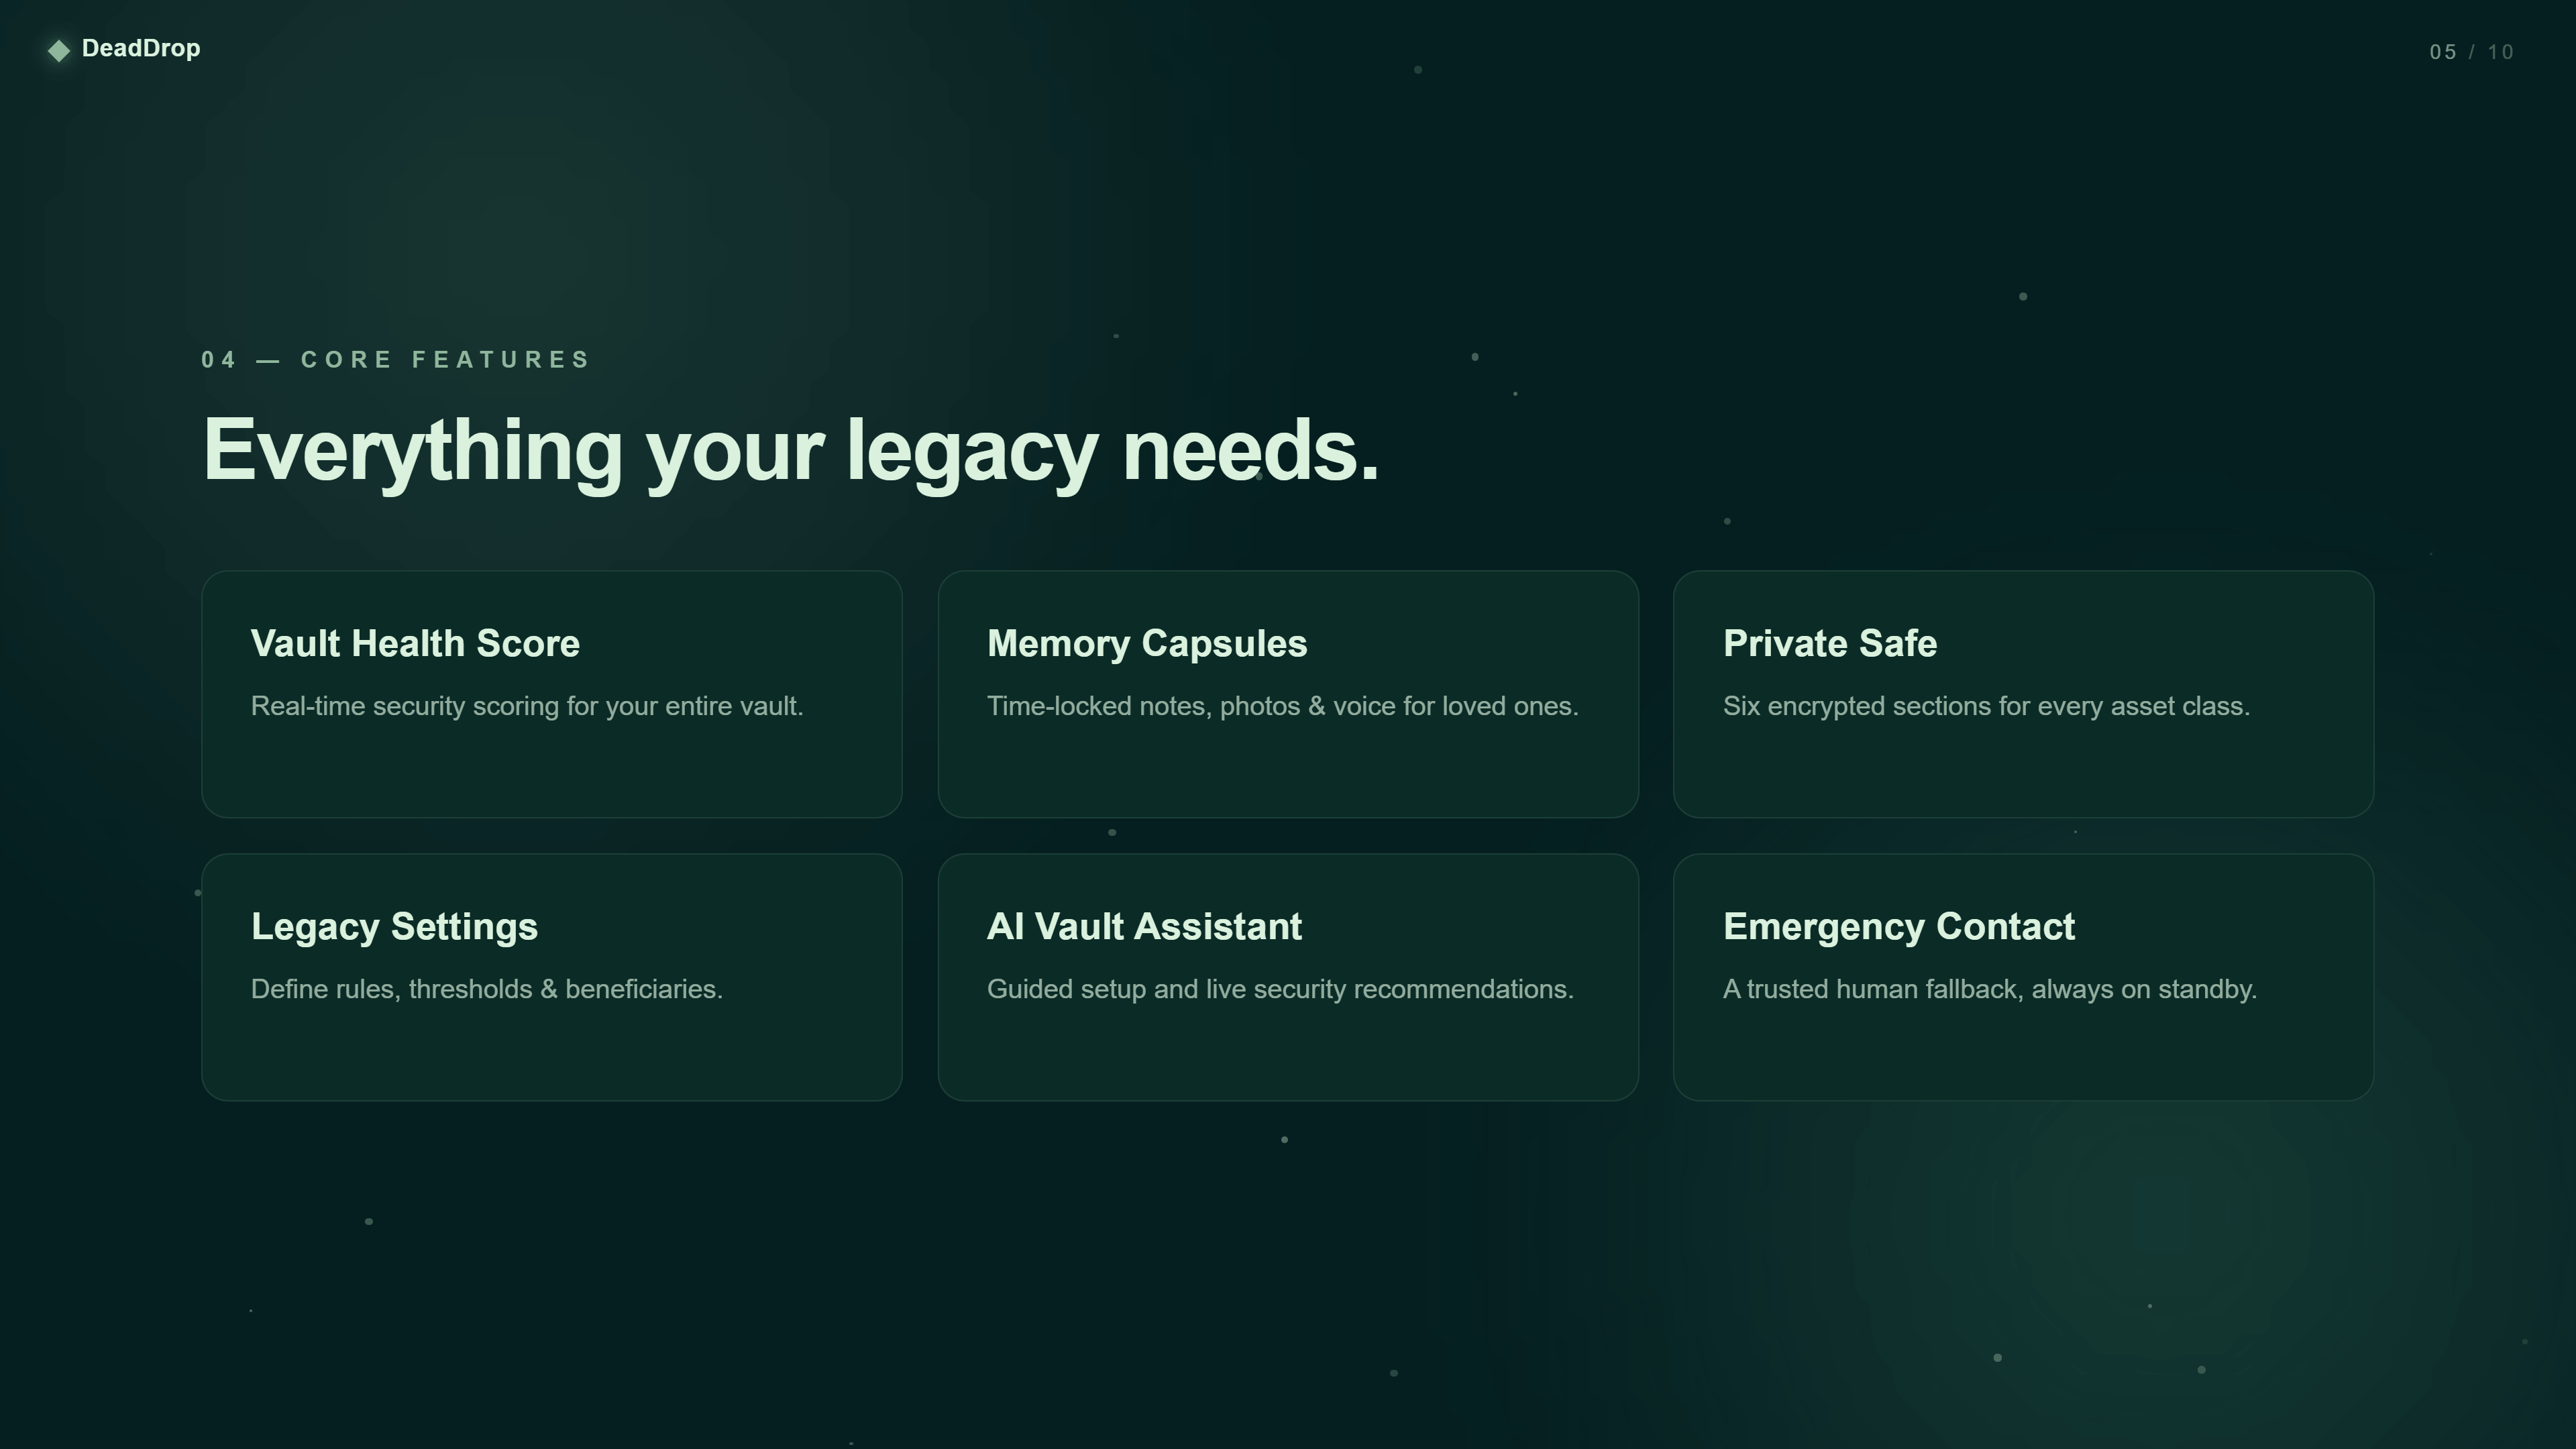 DeadDrop
05 / 10
04 — CORE FEATURES
Everything your legacy needs.
Vault Health Score
Real-time security scoring for your entire vault.
Memory Capsules
Time-locked notes, photos & voice for loved ones.
Private Safe
Six encrypted sections for every asset class.
Legacy Settings
Define rules, thresholds & beneficiaries.
AI Vault Assistant
Guided setup and live security recommendations.
Emergency Contact
A trusted human fallback, always on standby.